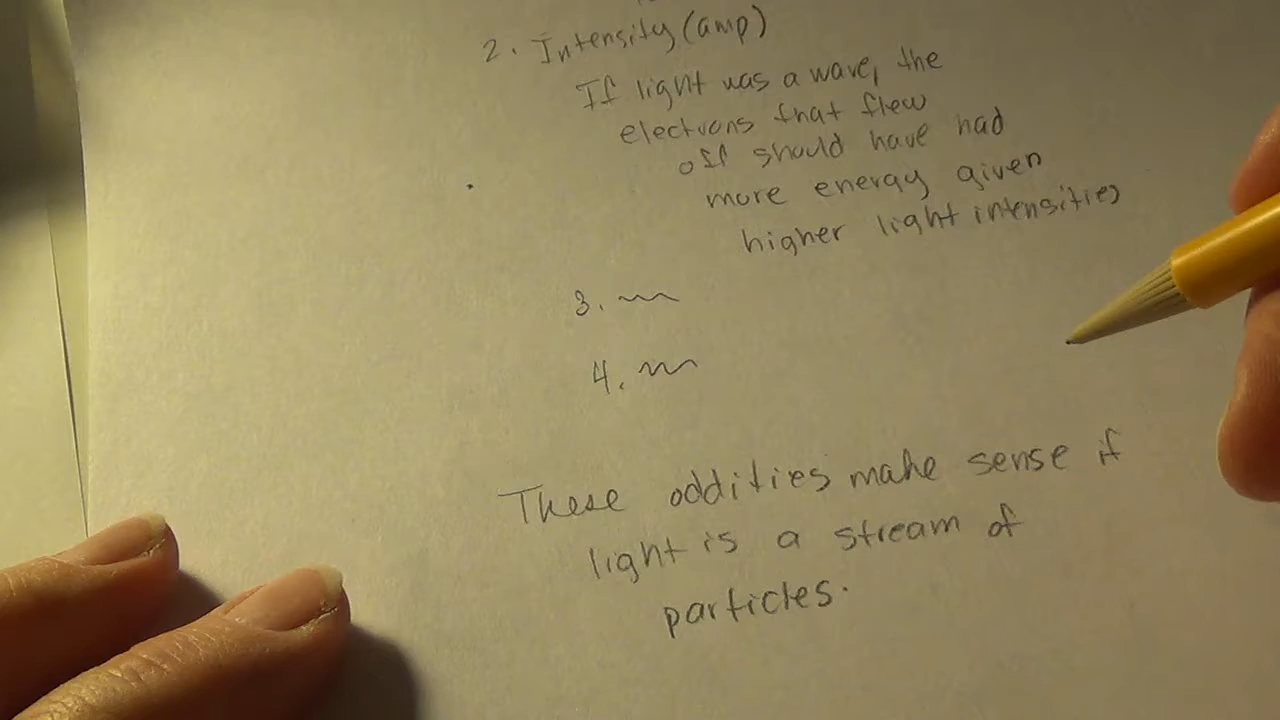 2. Intensity (amp)
If light was a wave, the
electrons that flew
off should have had
more energy given
higher light intensities
3.
4.
These oddities make sense if
light is a stream of
particles.